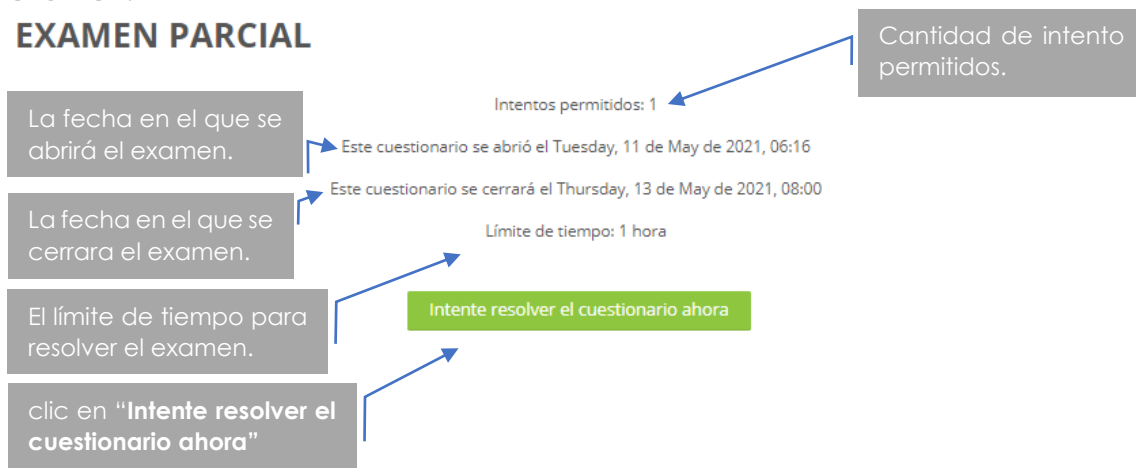 EXAMEN PARCIAL
Cantidad de intento
permitidos.
Intentos permitidos: 1
La fecha en el que se
abrirá el examen.
Este cuestionario se abrió el Tuesday, 11 de May de 2021, 06:16
Este cuestionario se cerrará el Thursday, 13 de May de 2021, 08:00
La fecha en el que se
cerrara el examen.
Límite de tiempo: 1 hora
El límite de tiempo para
resolver el examen.
Intente resolver el cuestionario ahora
clic en “Intente resolver el
cuestionario ahora”